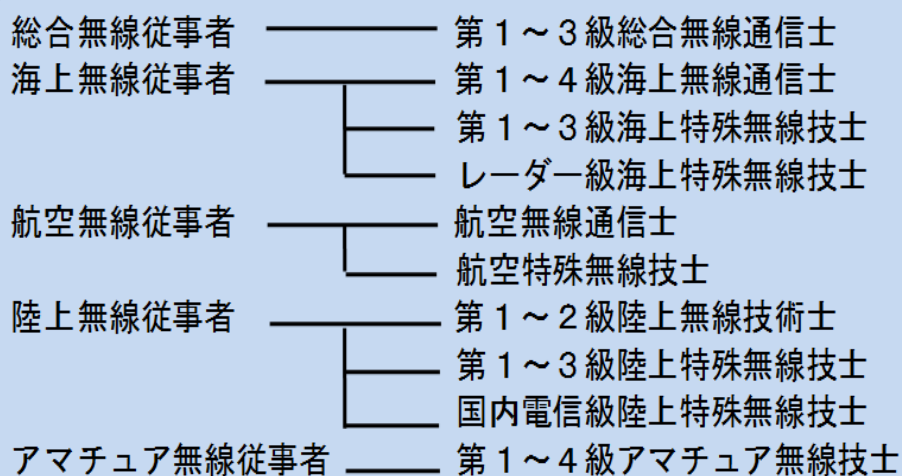 総合無線従事者 第１～３級総合無線通信士
海上無線従事者 第１～４級海上無線通信士
第１～３級海上特殊無線技士
レーダー級海上特殊無線技士
航空無線従事者 航空無線通信士
航空特殊無線技士
陸上無線従事者 第１～２級陸上無線技術士
第１～３級陸上特殊無線技士
国内電信級陸上特殊無線技士
アマチュア無線従事者 第１～４級アマチュア無線技士